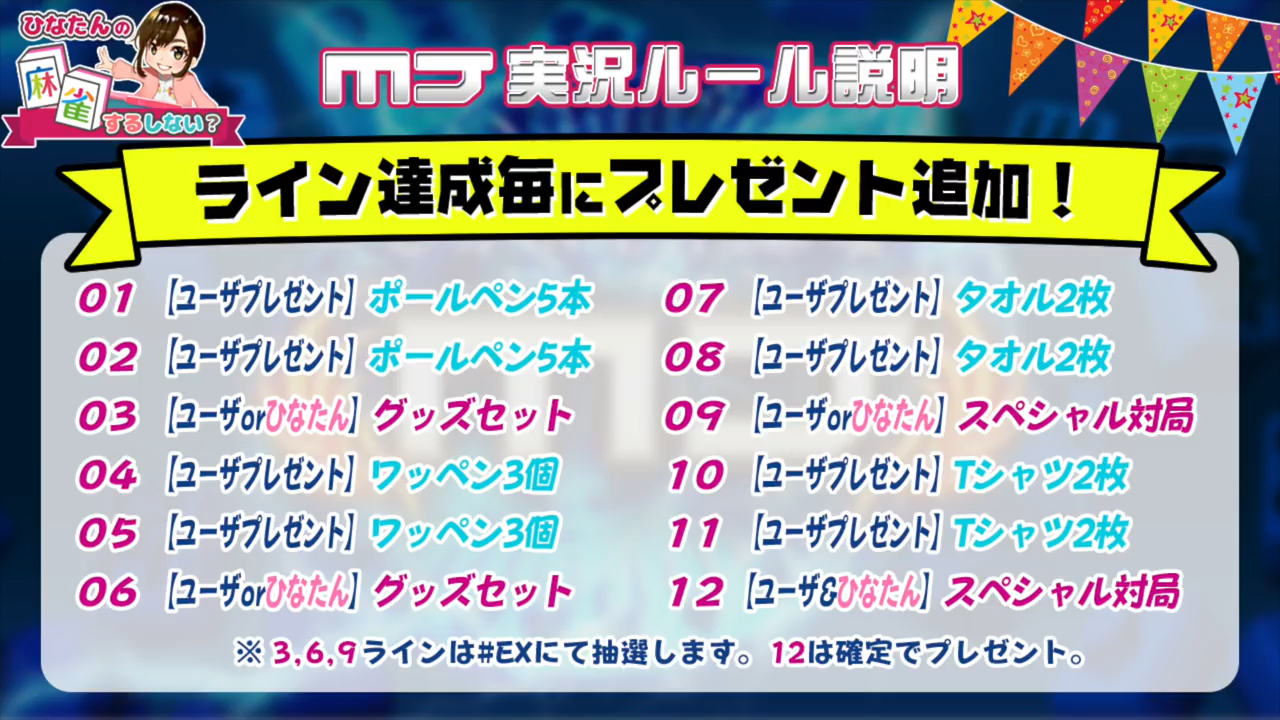 ひなたんの
麻雀
するしない?
MJ 実況ルール説明
ライン達成毎にプレゼント追加!
01 【ユーザプレゼント】 ボールペン5本
02 【ユーザプレゼント】 ボールペン5本
03 【ユーザorひなたん】 グッズセット
04 【ユーザプレゼント】 ワッペン3個
05 【ユーザプレゼント】 ワッペン3個
06 【ユーザorひなたん】 グッズセット
07 【ユーザプレゼント】 タオル2枚
08 【ユーザプレゼント】 タオル2枚
09 【ユーザorひなたん】 スペシャル対局
10 【ユーザプレゼント】 Tシャツ2枚
11 【ユーザプレゼント】 Tシャツ2枚
12 【ユーザ&ひなたん】 スペシャル対局
※ 3,6,9ラインは#EXにて抽選します。12は確定でプレゼント。